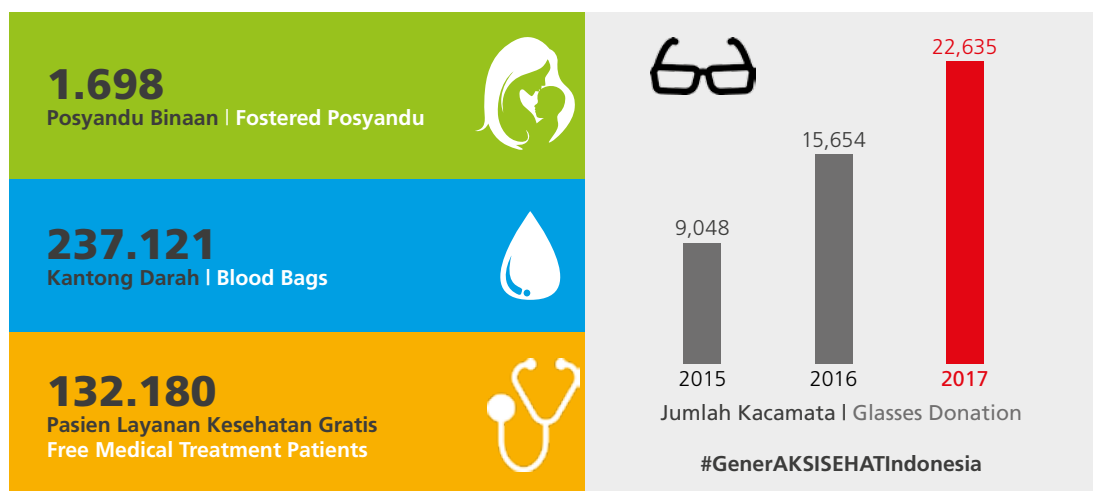 1.698
Posyandu Binaan | Fostered Posyandu
237.121
Kantong Darah | Blood Bags
132.180
Pasien Layanan Kesehatan Gratis
Free Medical Treatment Patients
22,635
15,654
9,048
2015 2016 2017
Jumlah Kacamata | Glasses Donation
#GenerAKSISEHATIndonesia